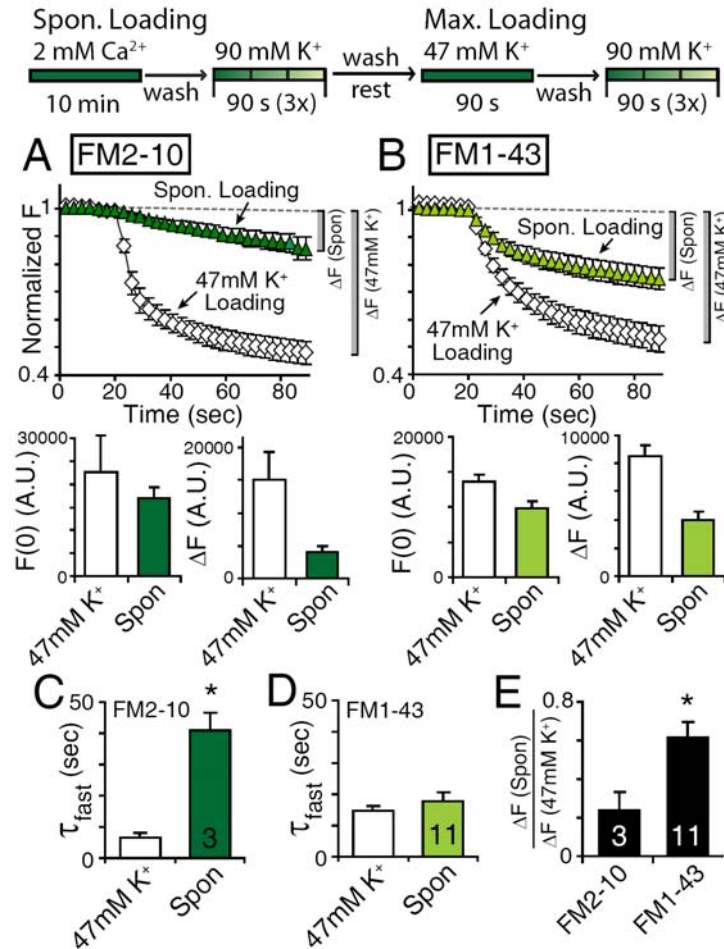 Spon. Loading
Max. Loading
2 mM Ca²⁺
90 mM K⁺
wash
47 mM K⁺
90 mM K⁺
10 min
wash
90 s (3x)
rest
90 s
wash
90 s (3x)
A
FM2-10
B
FM1-43
Normalized F
1
0.4
Spon. Loading
47mM K⁺
Loading
ΔF (Spon)
ΔF (47mM K⁺)
0 20 40 60 80
Time (sec)
1
0.4
Spon. Loading
47mM K⁺
Loading
ΔF (Spon)
ΔF (47mM K⁺)
0 20 40 60 80
Time (sec)
F(0) (A.U.)
30000
0
47mM K⁺
Spon
ΔF (A.U.)
20000
0
47mM K⁺
Spon
F(0) (A.U.)
20000
0
47mM K⁺
Spon
ΔF (A.U.)
10000
0
47mM K⁺
Spon
C
τfast (sec)
50
0
FM2-10
*
3
47mM K⁺
Spon
D
τfast (sec)
50
0
FM1-43
11
47mM K⁺
Spon
E
ΔF (Spon)
ΔF (47mM K⁺)
0.8
0
*
3
11
FM2-10
FM1-43